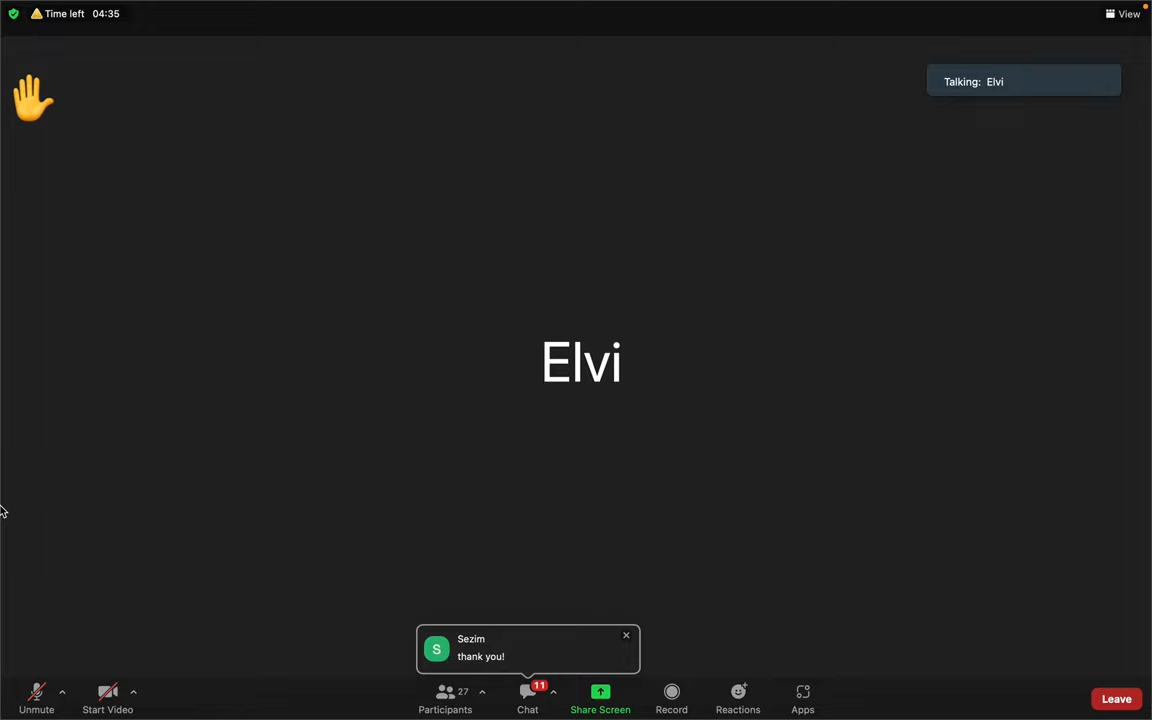 Time left 04:35
View
Talking: Elvi
Elvi
Sezim
S
thank you!
27
11
Unmute
Start Video
Participants
Chat
Share Screen
Record
Reactions
Apps
Leave